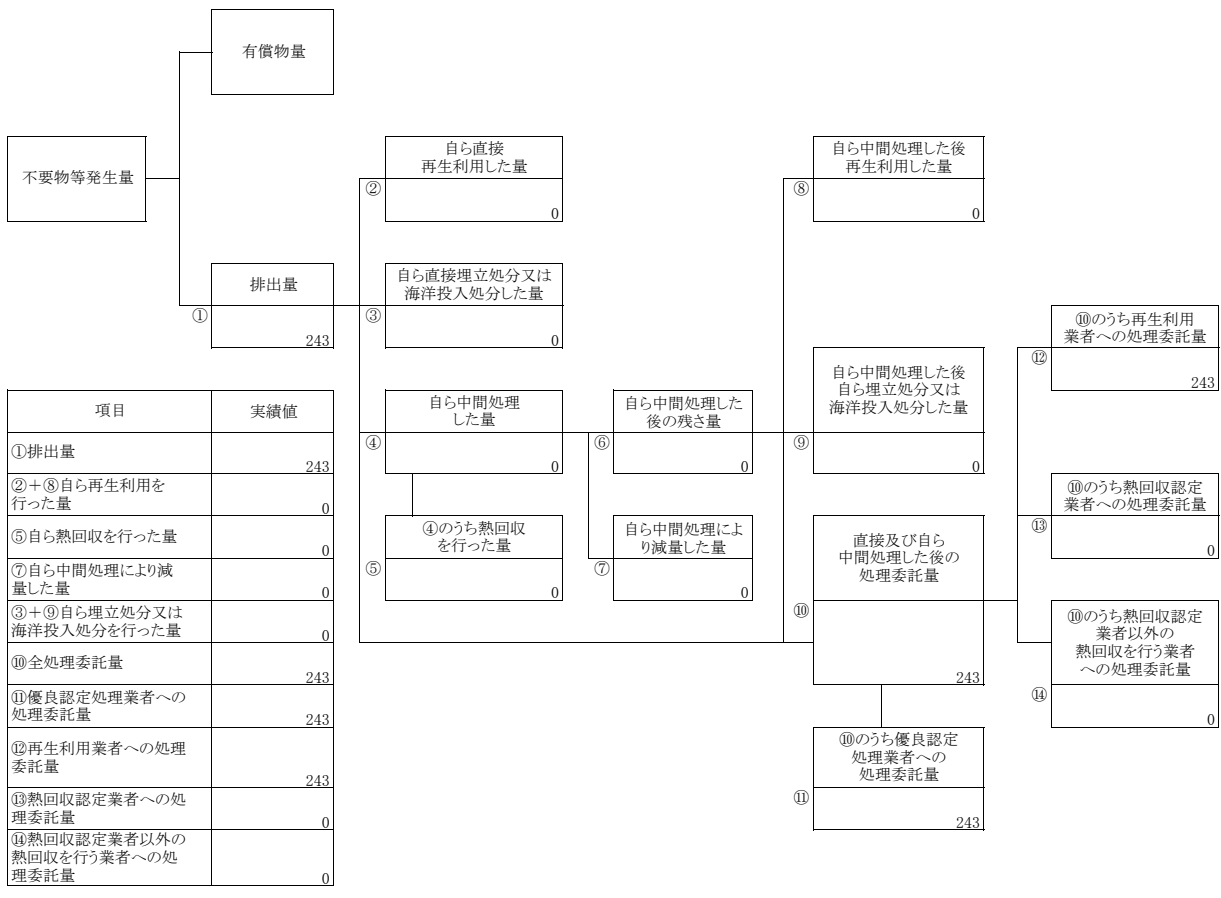 有償物量
不要物等発生量
排出量
①
243
自ら直接
再生利用した量
②
0
自ら直接埋立処分又は
海洋投入処分した量
③
0
自ら中間処理
した量
④
0
④のうち熱回収
を行った量
⑤
0
自ら中間処理した
後の残さ量
⑥
0
自ら中間処理によ
り減量した量
⑦
0
自ら中間処理した後
再生利用した量
⑧
0
自ら中間処理した後
自ら埋立処分又は
海洋投入処分した量
⑨
0
直接及び自ら
中間処理した後の
処理委託量
⑩
243
⑩のうち優良認定
処理業者への
処理委託量
⑪
243
⑩のうち再生利用
業者への処理委託量
⑫
243
⑩のうち熱回収認定
業者への処理委託量
⑬
0
⑩のうち熱回収認定
業者以外の
熱回収を行う業者
への処理委託量
⑭
0
項目 実績値
①排出量
243
②＋⑧自ら再生利用を
行った量
0
⑤自ら熱回収を行った量
0
⑦自ら中間処理により減
量した量
0
③＋⑨自ら埋立処分又は
海洋投入処分を行った量
0
⑩全処理委託量
243
⑪優良認定処理業者への
処理委託量
243
⑫再生利用業者への処理
委託量
243
⑬熱回収認定業者への処
理委託量
0
⑭熱回収認定業者以外の
熱回収を行う業者への処
理委託量
0